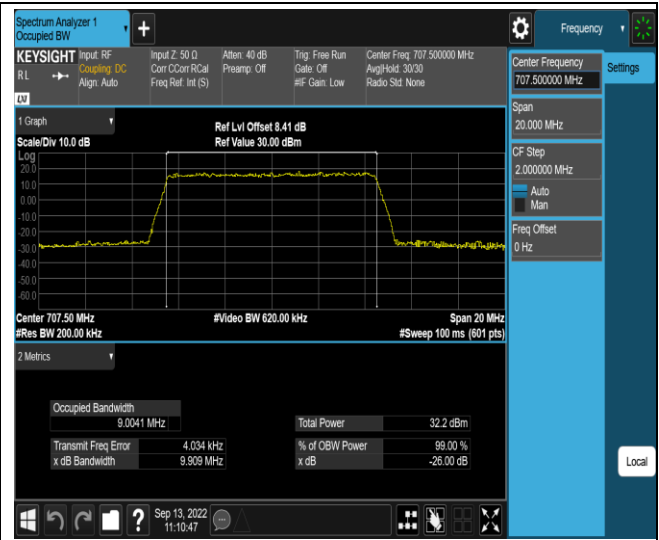 Spectrum Analyzer 1
Occupied BW
Frequency
KEYSIGHT
RL
Input: RF
Coupling: DC
Align: Auto
Input Z: 50 Ω
Corr CCorr RCal
Freq Ref: Int (S)
Atten: 40 dB
Preamp: Off
Trig: Free Run
Gate: Off
#IF Gain: Low
Center Freq: 707.500000 MHz
Avg|Hold: 30/30
Radio Std: None
1 Graph
Scale/Div 10.0 dB
Ref Lvl Offset 8.41 dB
Ref Value 30.00 dBm
Log
20.0
10.0
0.00
-10.0
-20.0
-30.0
-40.0
-50.0
-60.0
Center 707.50 MHz
#Res BW 200.00 kHz
#Video BW 620.00 kHz
Span 20 MHz
#Sweep 100 ms (601 pts)
2 Metrics
Occupied Bandwidth
9.0041 MHz
Transmit Freq Error 4.034 kHz
x dB Bandwidth 9.909 MHz
Total Power 32.2 dBm
% of OBW Power 99.00 %
x dB -26.00 dB
Sep 13, 2022
11:10:47
Center Frequency
707.500000 MHz
Span
20.000 MHz
CF Step
2.000000 MHz
Auto
Man
Freq Offset
0 Hz
Settings
Local